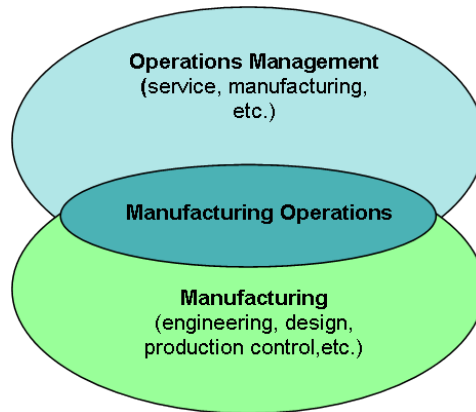 Operations Management
(service, manufacturing,
etc.)
Manufacturing Operations
Manufacturing
(engineering, design,
production control,etc.)